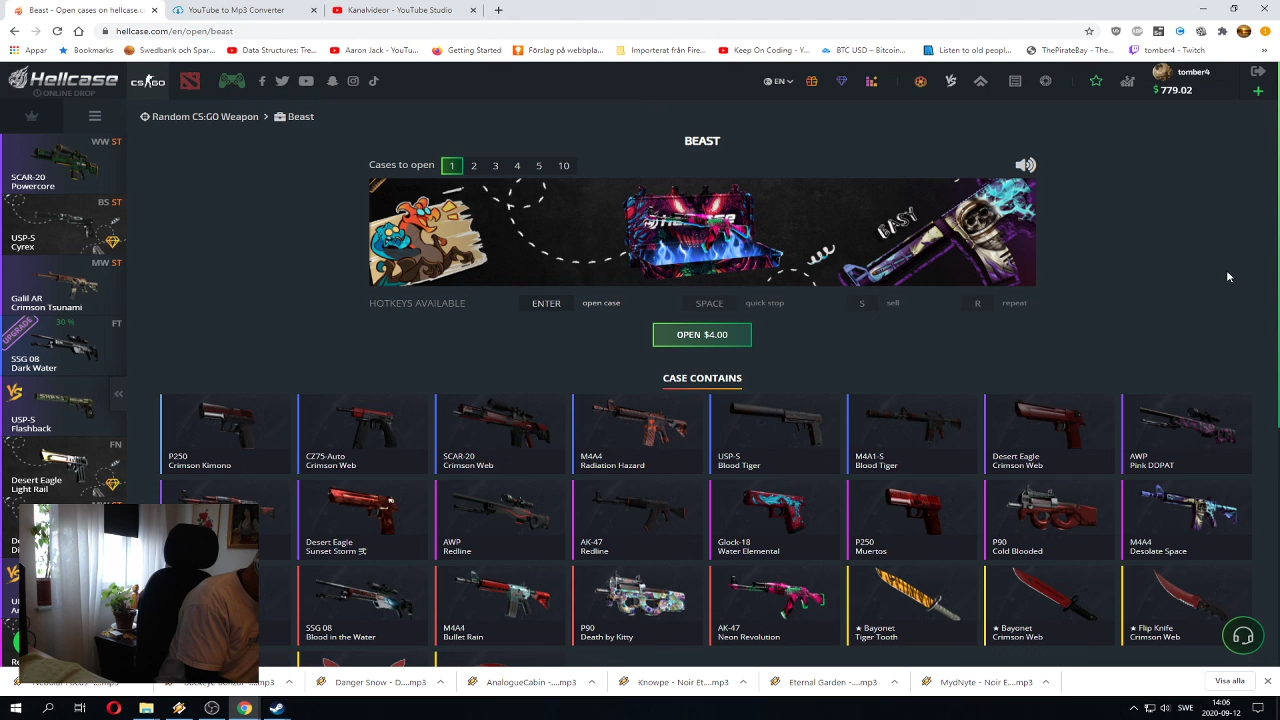 Beast - Open cases on hellcase.c
YouTube to Mp3 Converter
Kanalvideor - YouTube Studio
hellcase.com/en/open/beast
Appar
Bookmarks
Swedbank och Spar...
Data Structures: Tre...
Aaron Jack - YouTu...
Getting Started
Förslag på webbpla...
Importerat från Fire...
Keep On Coding - Y...
BTC USD – Bitcoin...
Listen to old peopl...
ThePirateBay - The...
tomber4 - Twitch
Hellcase
ONLINE DROP
CS:GO
EN
tomber4
$ 779.02
Random CS:GO Weapon > Beast
BEAST
Cases to open 1 2 3 4 5 10
HELLCASE
EASY
HOTKEYS AVAILABLE ENTER open case SPACE quick stop S sell R repeat
OPEN $4.00
CASE CONTAINS
WW ST
SCAR-20
Powercore
BS ST
USP-S
Cyrex
MW ST
Galil AR
Crimson Tsunami
UPGRADE
30 %
FT
SSG 08
Dark Water
VS
USP-S
Flashback
FN
Desert Eagle
Light Rail
P250
Crimson Kimono
CZ75-Auto
Crimson Web
SCAR-20
Crimson Web
M4A4
Radiation Hazard
USP-S
Blood Tiger
M4A1-S
Blood Tiger
Desert Eagle
Crimson Web
AWP
Pink DDPAT
Desert Eagle
Sunset Storm 弐
AWP
Redline
AK-47
Redline
Glock-18
Water Elemental
P250
Muertos
P90
Cold Blooded
M4A4
Desolate Space
SSG 08
Blood in the Water
M4A4
Bullet Rain
P90
Death by Kitty
AK-47
Neon Revolution
★ Bayonet
Tiger Tooth
★ Bayonet
Crimson Web
★ Flip Knife
Crimson Web
Danger Snow - D....mp3
AnalogueCabin -....mp3
Knowpe - Noir Et....mp3
Eternal Garden -....mp3
MydNyte - Noir E....mp3
Visa alla
SWE
14:06
2020-09-12